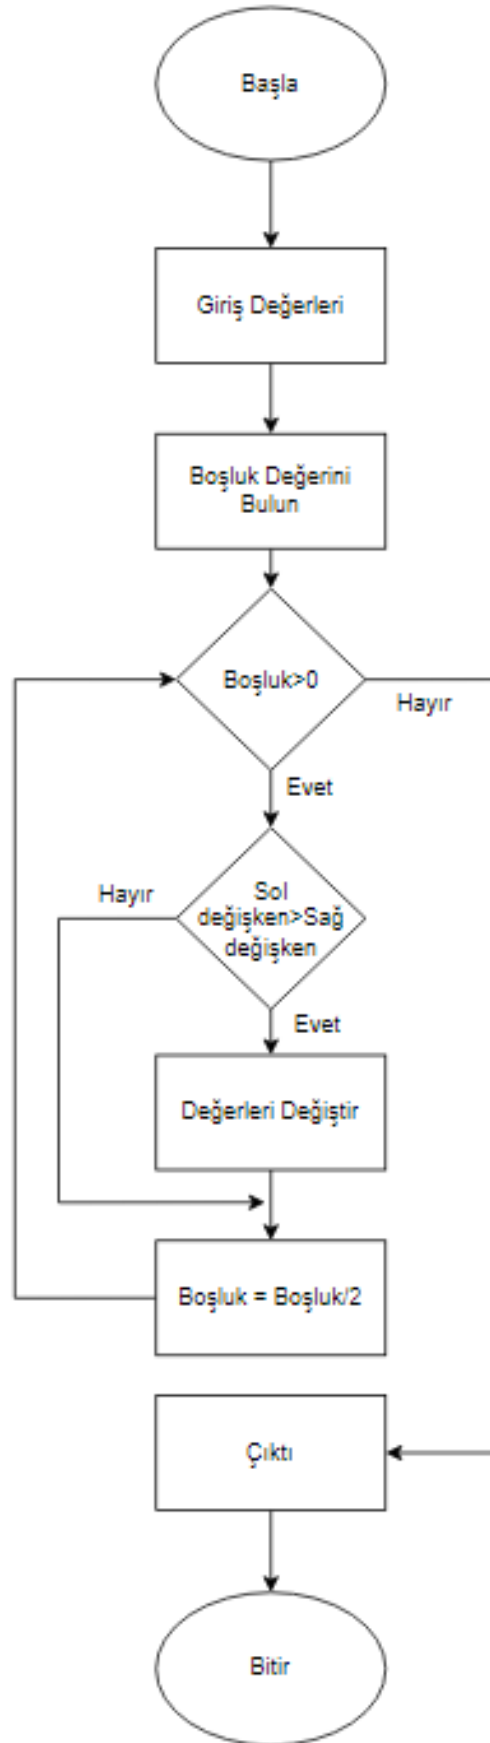 Başla
Giriş Değerleri
Boşluk Değerini
Bulun
Boşluk>0
Hayır
Evet
Hayır
Sol
değişken>Sağ
değişken
Evet
Değerleri Değiştir
Boşluk = Boşluk/2
Çıktı
Bitir